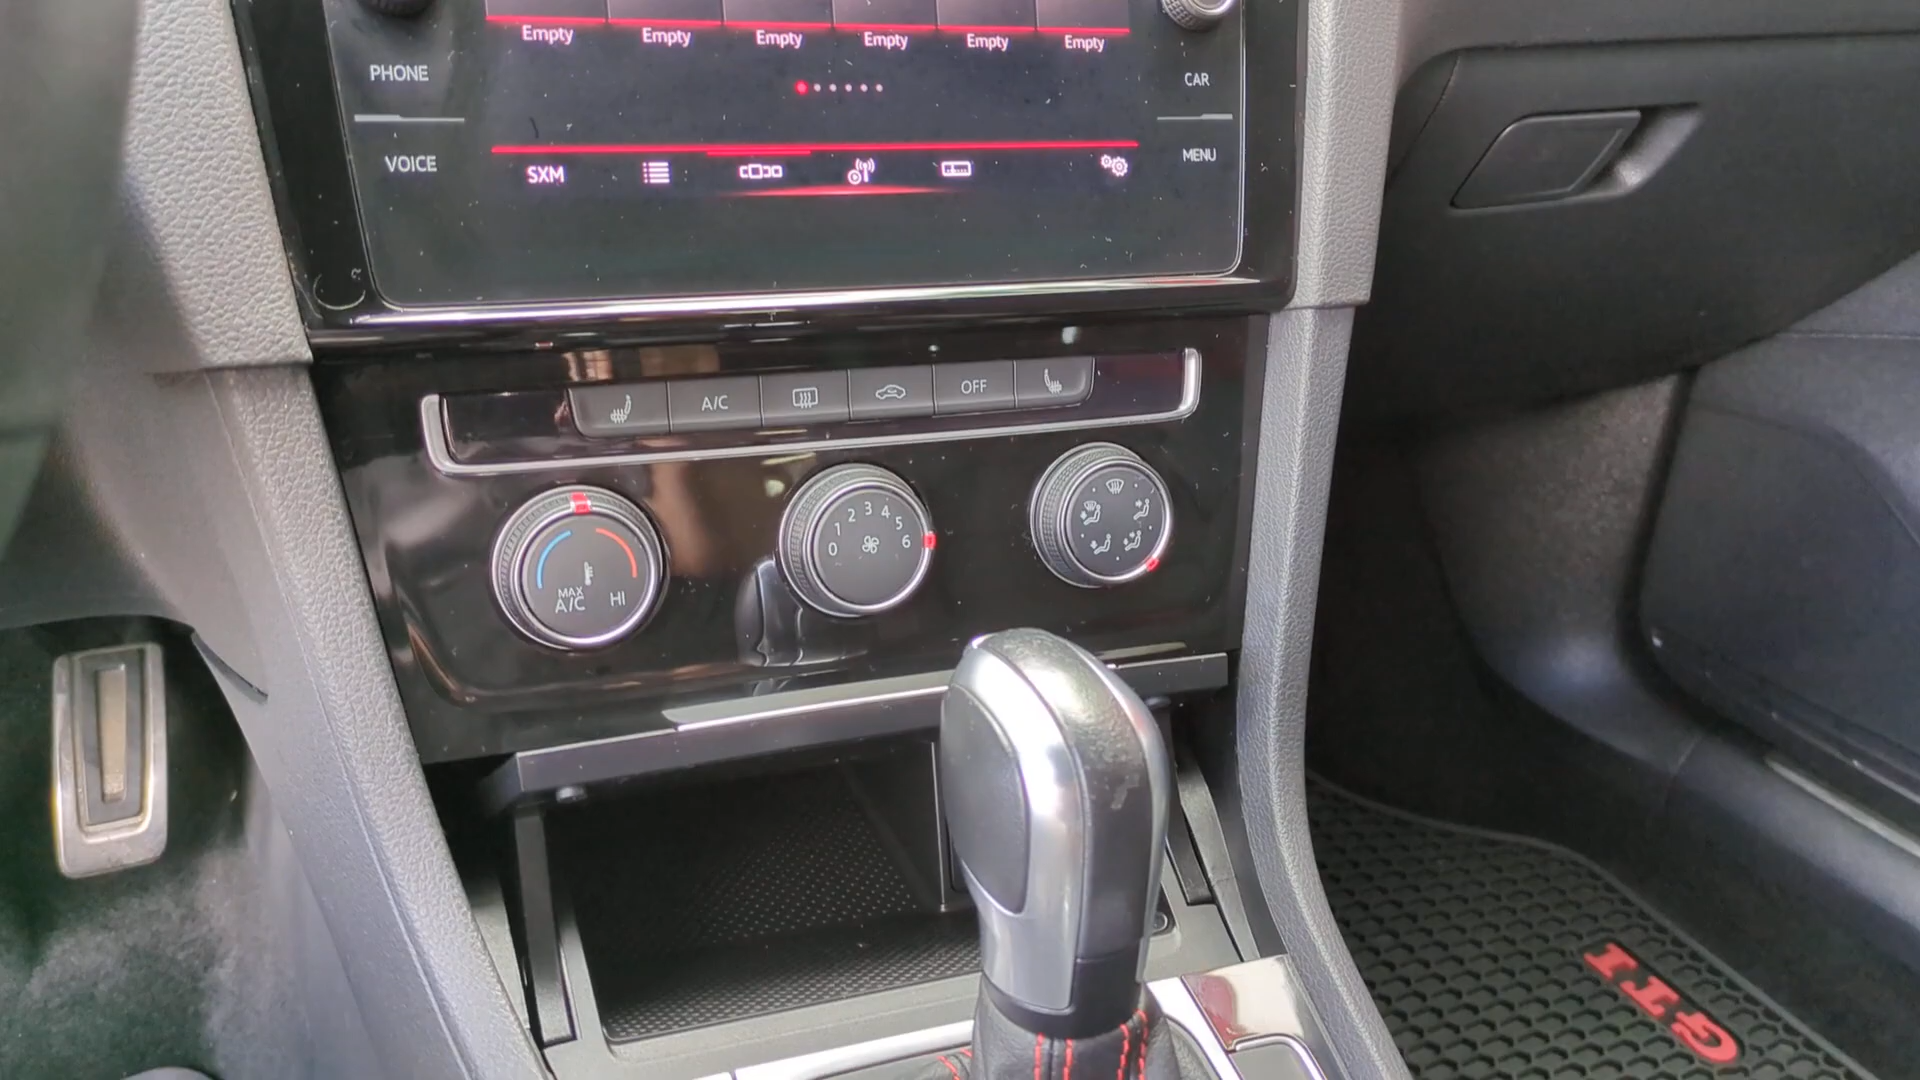 Empty Empty Empty Empty Empty Empty
PHONE
CAR
VOICE
MENU
SXM
A/C
OFF
MAX
A/C
HI
0 1 2 3 4 5 6
GTI